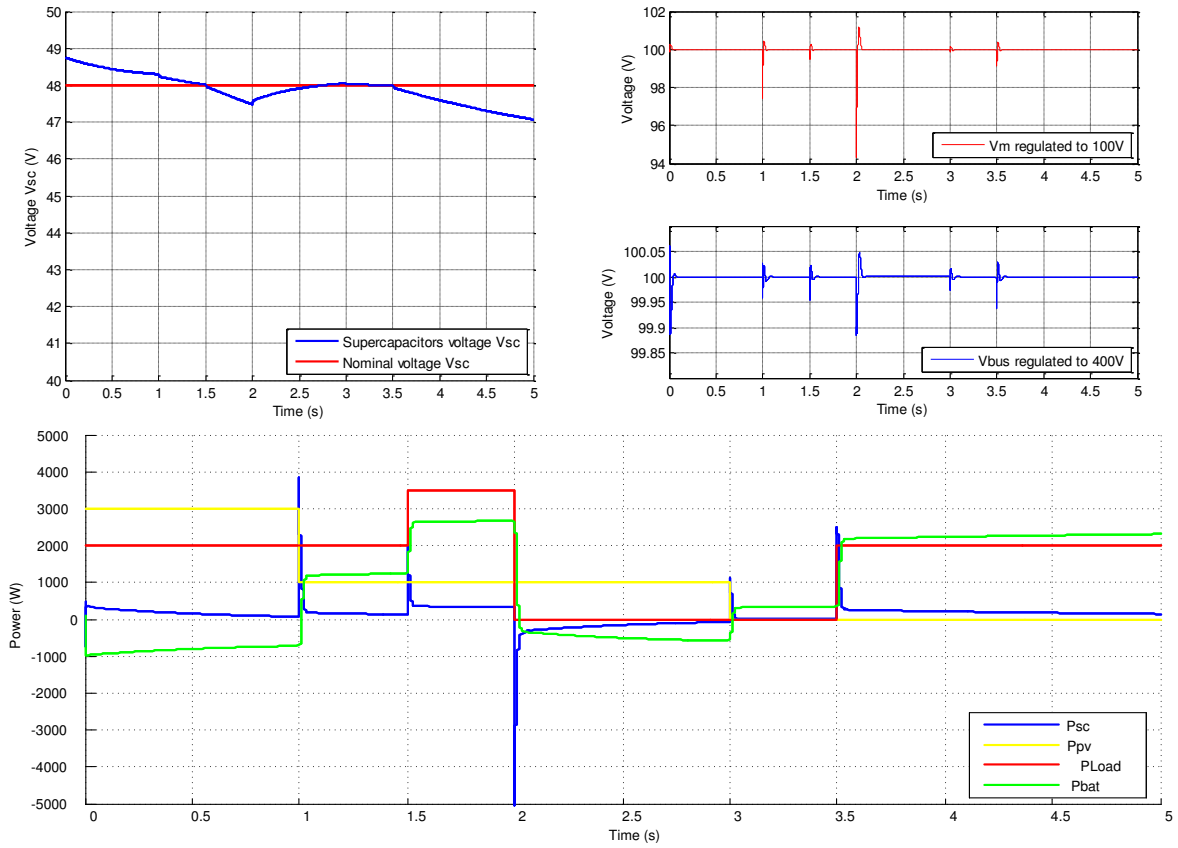 50
49
48
47
46
45
44
43
42
41
40
Voltage Vsc (V)
Supercapacitors voltage Vsc
Nominal voltage Vsc
0 0.5 1 1.5 2 2.5 3 3.5 4 4.5 5
Time (s)
102
100
98
96
94
Voltage (V)
Vm regulated to 100V
0 0.5 1 1.5 2 2.5 3 3.5 4 4.5 5
Time (s)
100.05
100
99.95
99.9
99.85
Voltage (V)
Vbus regulated to 400V
0 0.5 1 1.5 2 2.5 3 3.5 4 4.5 5
Time (s)
5000
4000
3000
2000
1000
0
-1000
-2000
-3000
-4000
-5000
Power (W)
Psc
Ppv
PLoad
Pbat
0 0.5 1 1.5 2 2.5 3 3.5 4 4.5 5
Time (s)